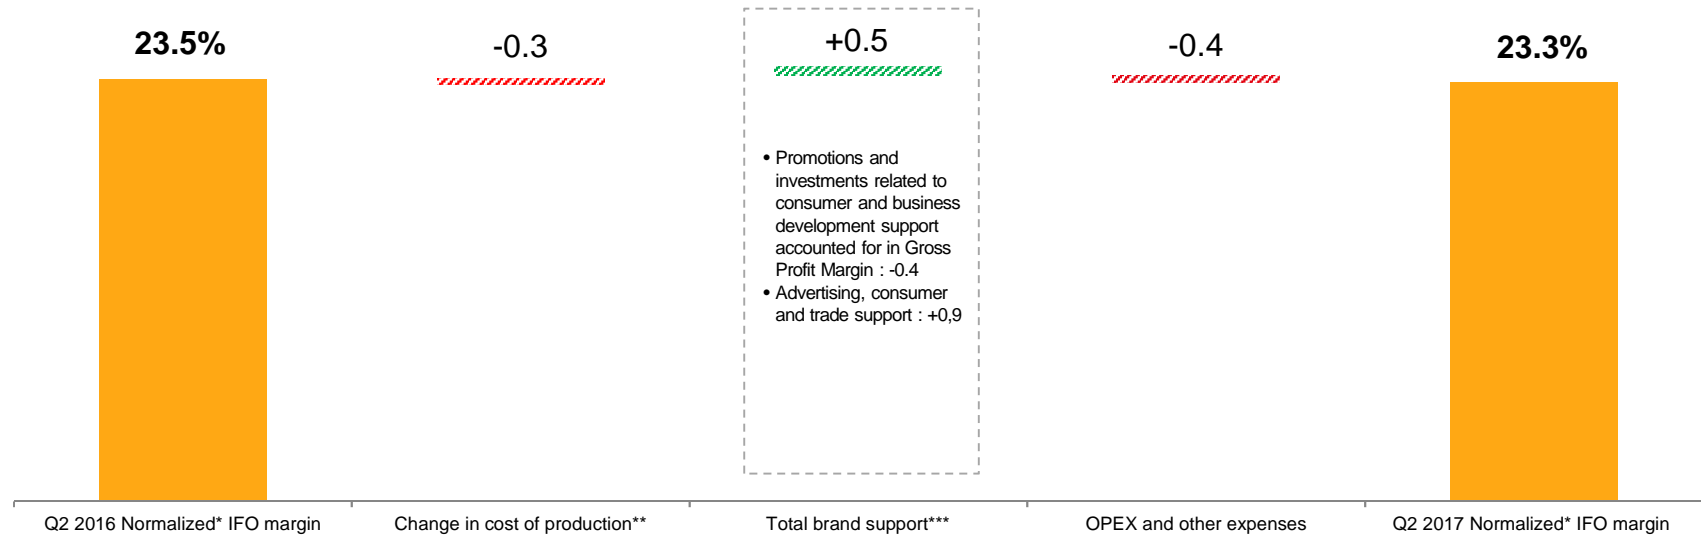 23.5%
-0.3
+0.5
-0.4
23.3%
• Promotions and
investments related to
consumer and business
development support
accounted for in Gross
Profit Margin : -0.4
• Advertising, consumer
and trade support : +0,9
Q2 2016 Normalized* IFO margin
Change in cost of production**
Total brand support***
OPEX and other expenses
Q2 2017 Normalized* IFO margin